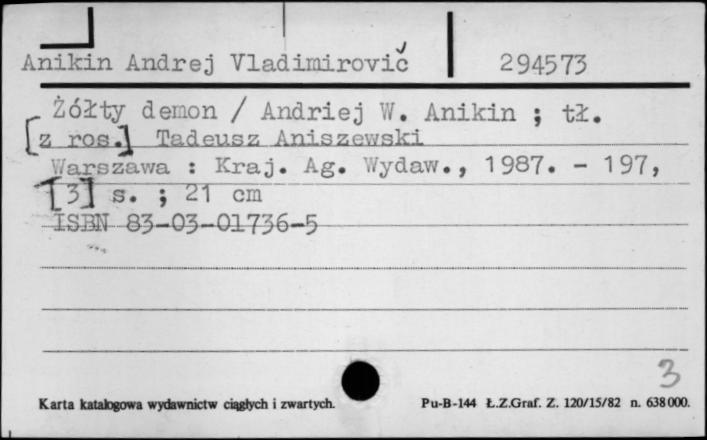 Anikin Andrej Vladimirovič 294573
Żółty demon / Andriej W. Anikin ; tł.
[z ros.] Tadeusz Aniszewski
Warszawa : Kraj. Ag. Wydaw., 1987. - 197,
[3] s. ; 21 cm
ISBN 83-03-01736-5
3
Karta katalogowa wydawnictw ciągłych i zwartych. Pu-B-144 Ł.Z.Graf. Z. 120/15/82 n. 638000.